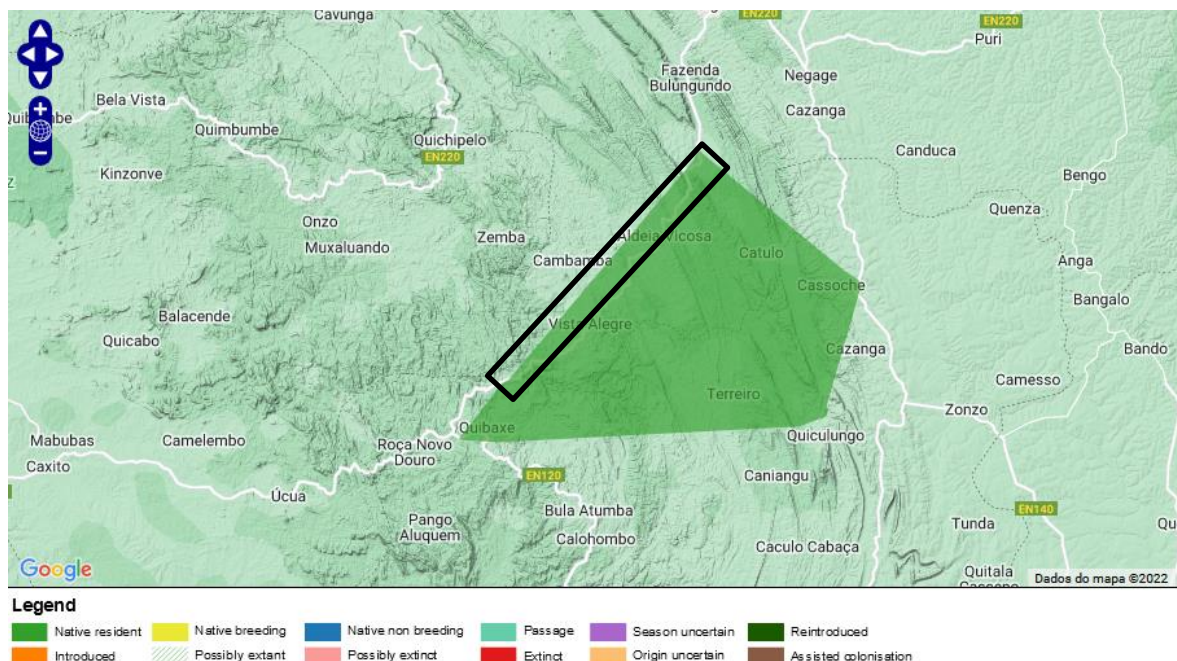 Cavunga
EN220
EN220
Puri
Fazenda
Bulungundo
Negage
Bela Vista
Cazanga
Quimbumbe
Quichipelo
EN220
Canduca
Kinzonve
Bengo
Onzo
Quenza
Muxaluando
Zemba
Aldeia Viçosa
Cambamba
Catulo
Anga
Cassoche
Bangalo
Balacende
Vista Alegre
Quicabo
Cazanga
Bando
Camesso
Terreiro
Zonzo
Quibaxe
Mabubas
Camelembo
Roça Novo
Douro
Quiculungo
Caxito
EN120
Caniangu
Úcua
Bula Atumba
EN140
Pango
Aluquem
Tunda
Calohombo
Caculo Cabaça
Quitala
Google
Dados do mapa ©2022
Legend
Native resident Native breeding Native non breeding Passage Season uncertain Reintroduced
Introduced Possibly extant Possibly extinct Extinct Origin uncertain Assisted colonisation